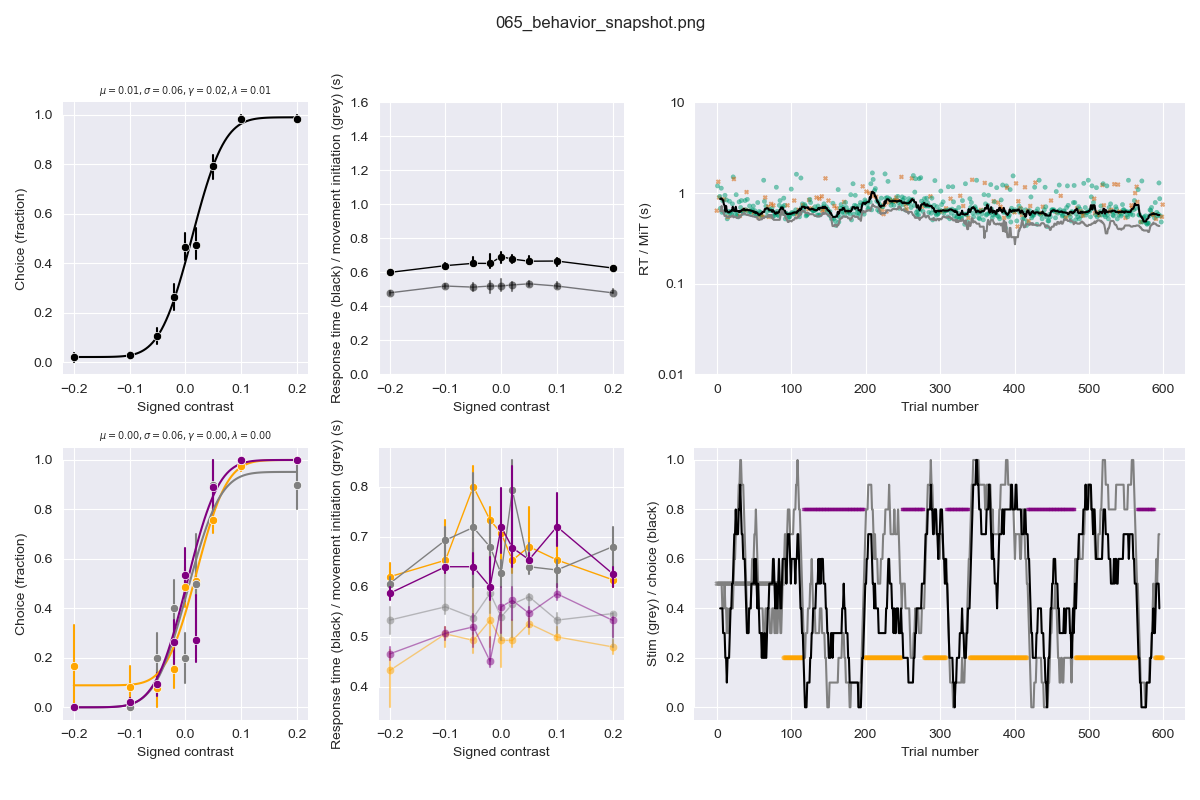 065_behavior_snapshot.png
μ = 0.01, σ = 0.06, γ = 0.02, λ = 0.01
Choice (fraction)
1.0
0.8
0.6
0.4
0.2
0.0
−0.2 −0.1 0.0 0.1 0.2
Signed contrast
Response time (black) / movement initiation (grey) (s)
1.6
1.4
1.2
1.0
0.8
0.6
0.4
0.2
0.0
−0.2 −0.1 0.0 0.1 0.2
Signed contrast
RT / MiT (s)
10
1
0.1
0.01
0 100 200 300 400 500 600
Trial number
μ = 0.00, σ = 0.06, γ = 0.00, λ = 0.00
Choice (fraction)
1.0
0.8
0.6
0.4
0.2
0.0
−0.2 −0.1 0.0 0.1 0.2
Signed contrast
Response time (black) / movement initiation (grey) (s)
0.8
0.7
0.6
0.5
0.4
−0.2 −0.1 0.0 0.1 0.2
Signed contrast
Stim (grey) / choice (black)
1.0
0.8
0.6
0.4
0.2
0.0
0 100 200 300 400 500 600
Trial number